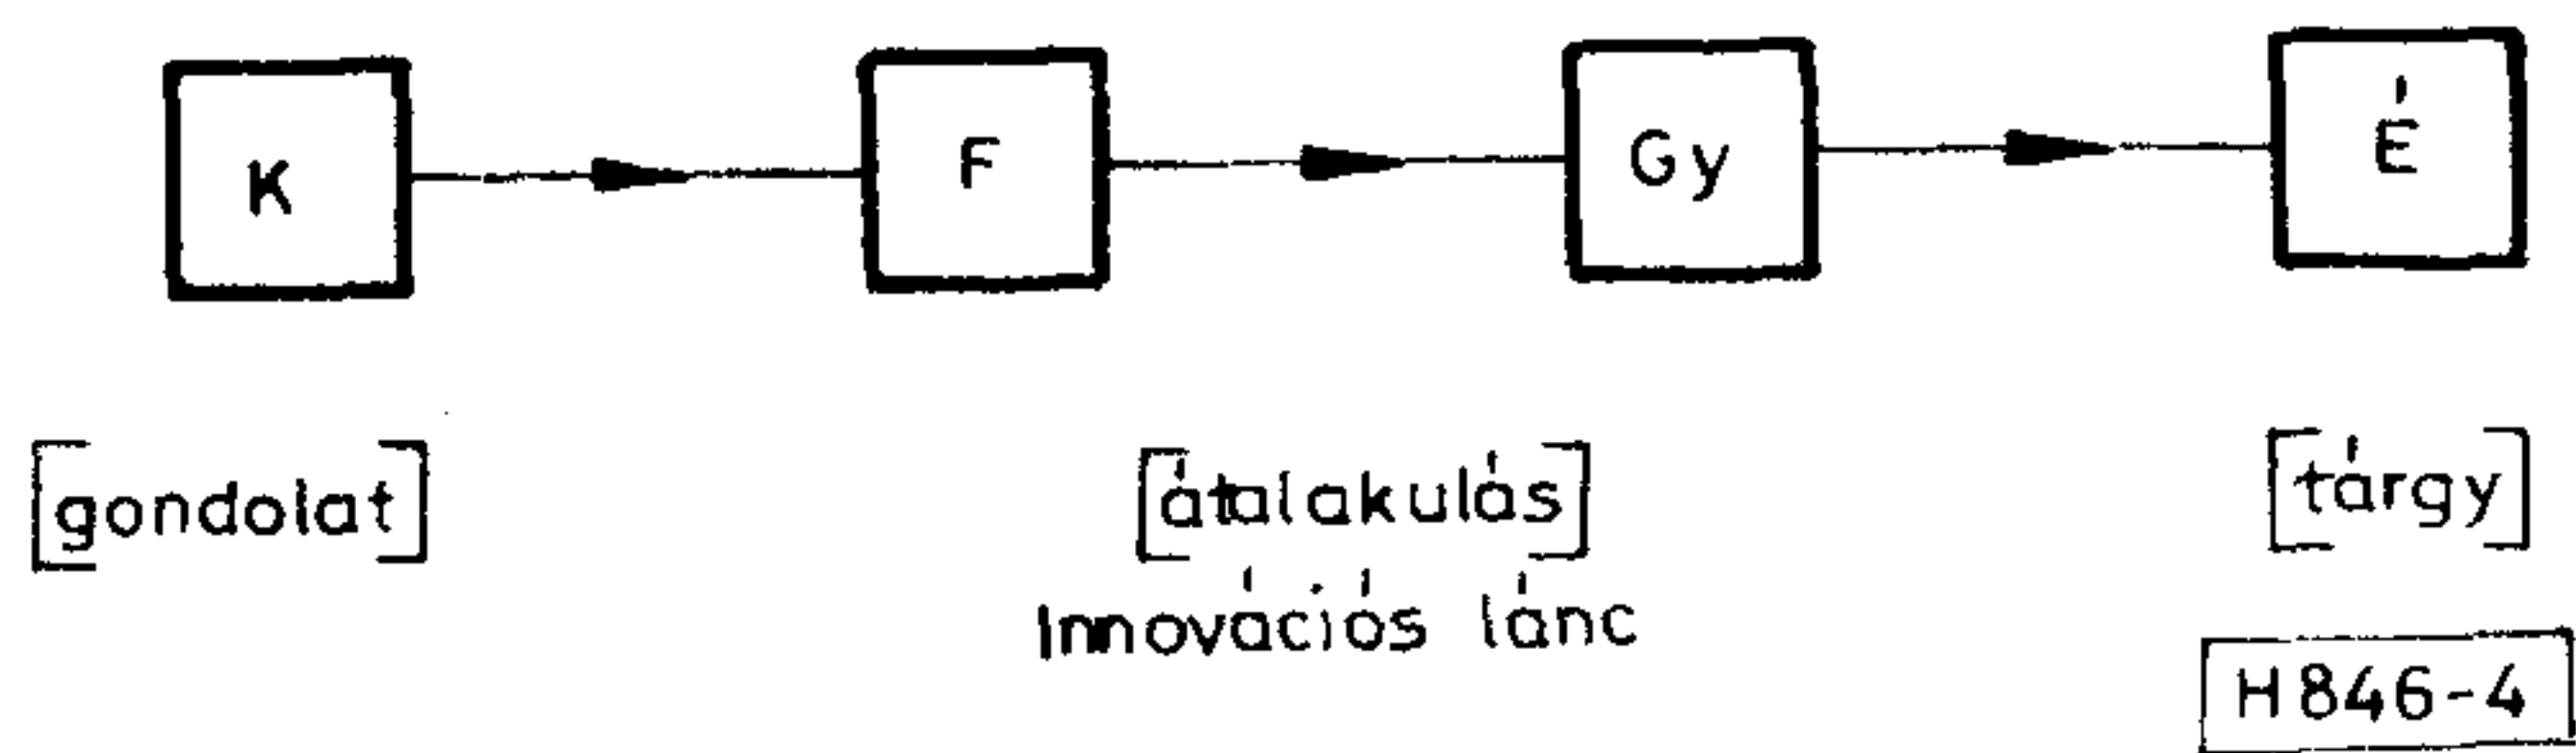 K F Gy É
[gondolat] [átalakulás] [tárgy]
Innovációs lánc
H846-4